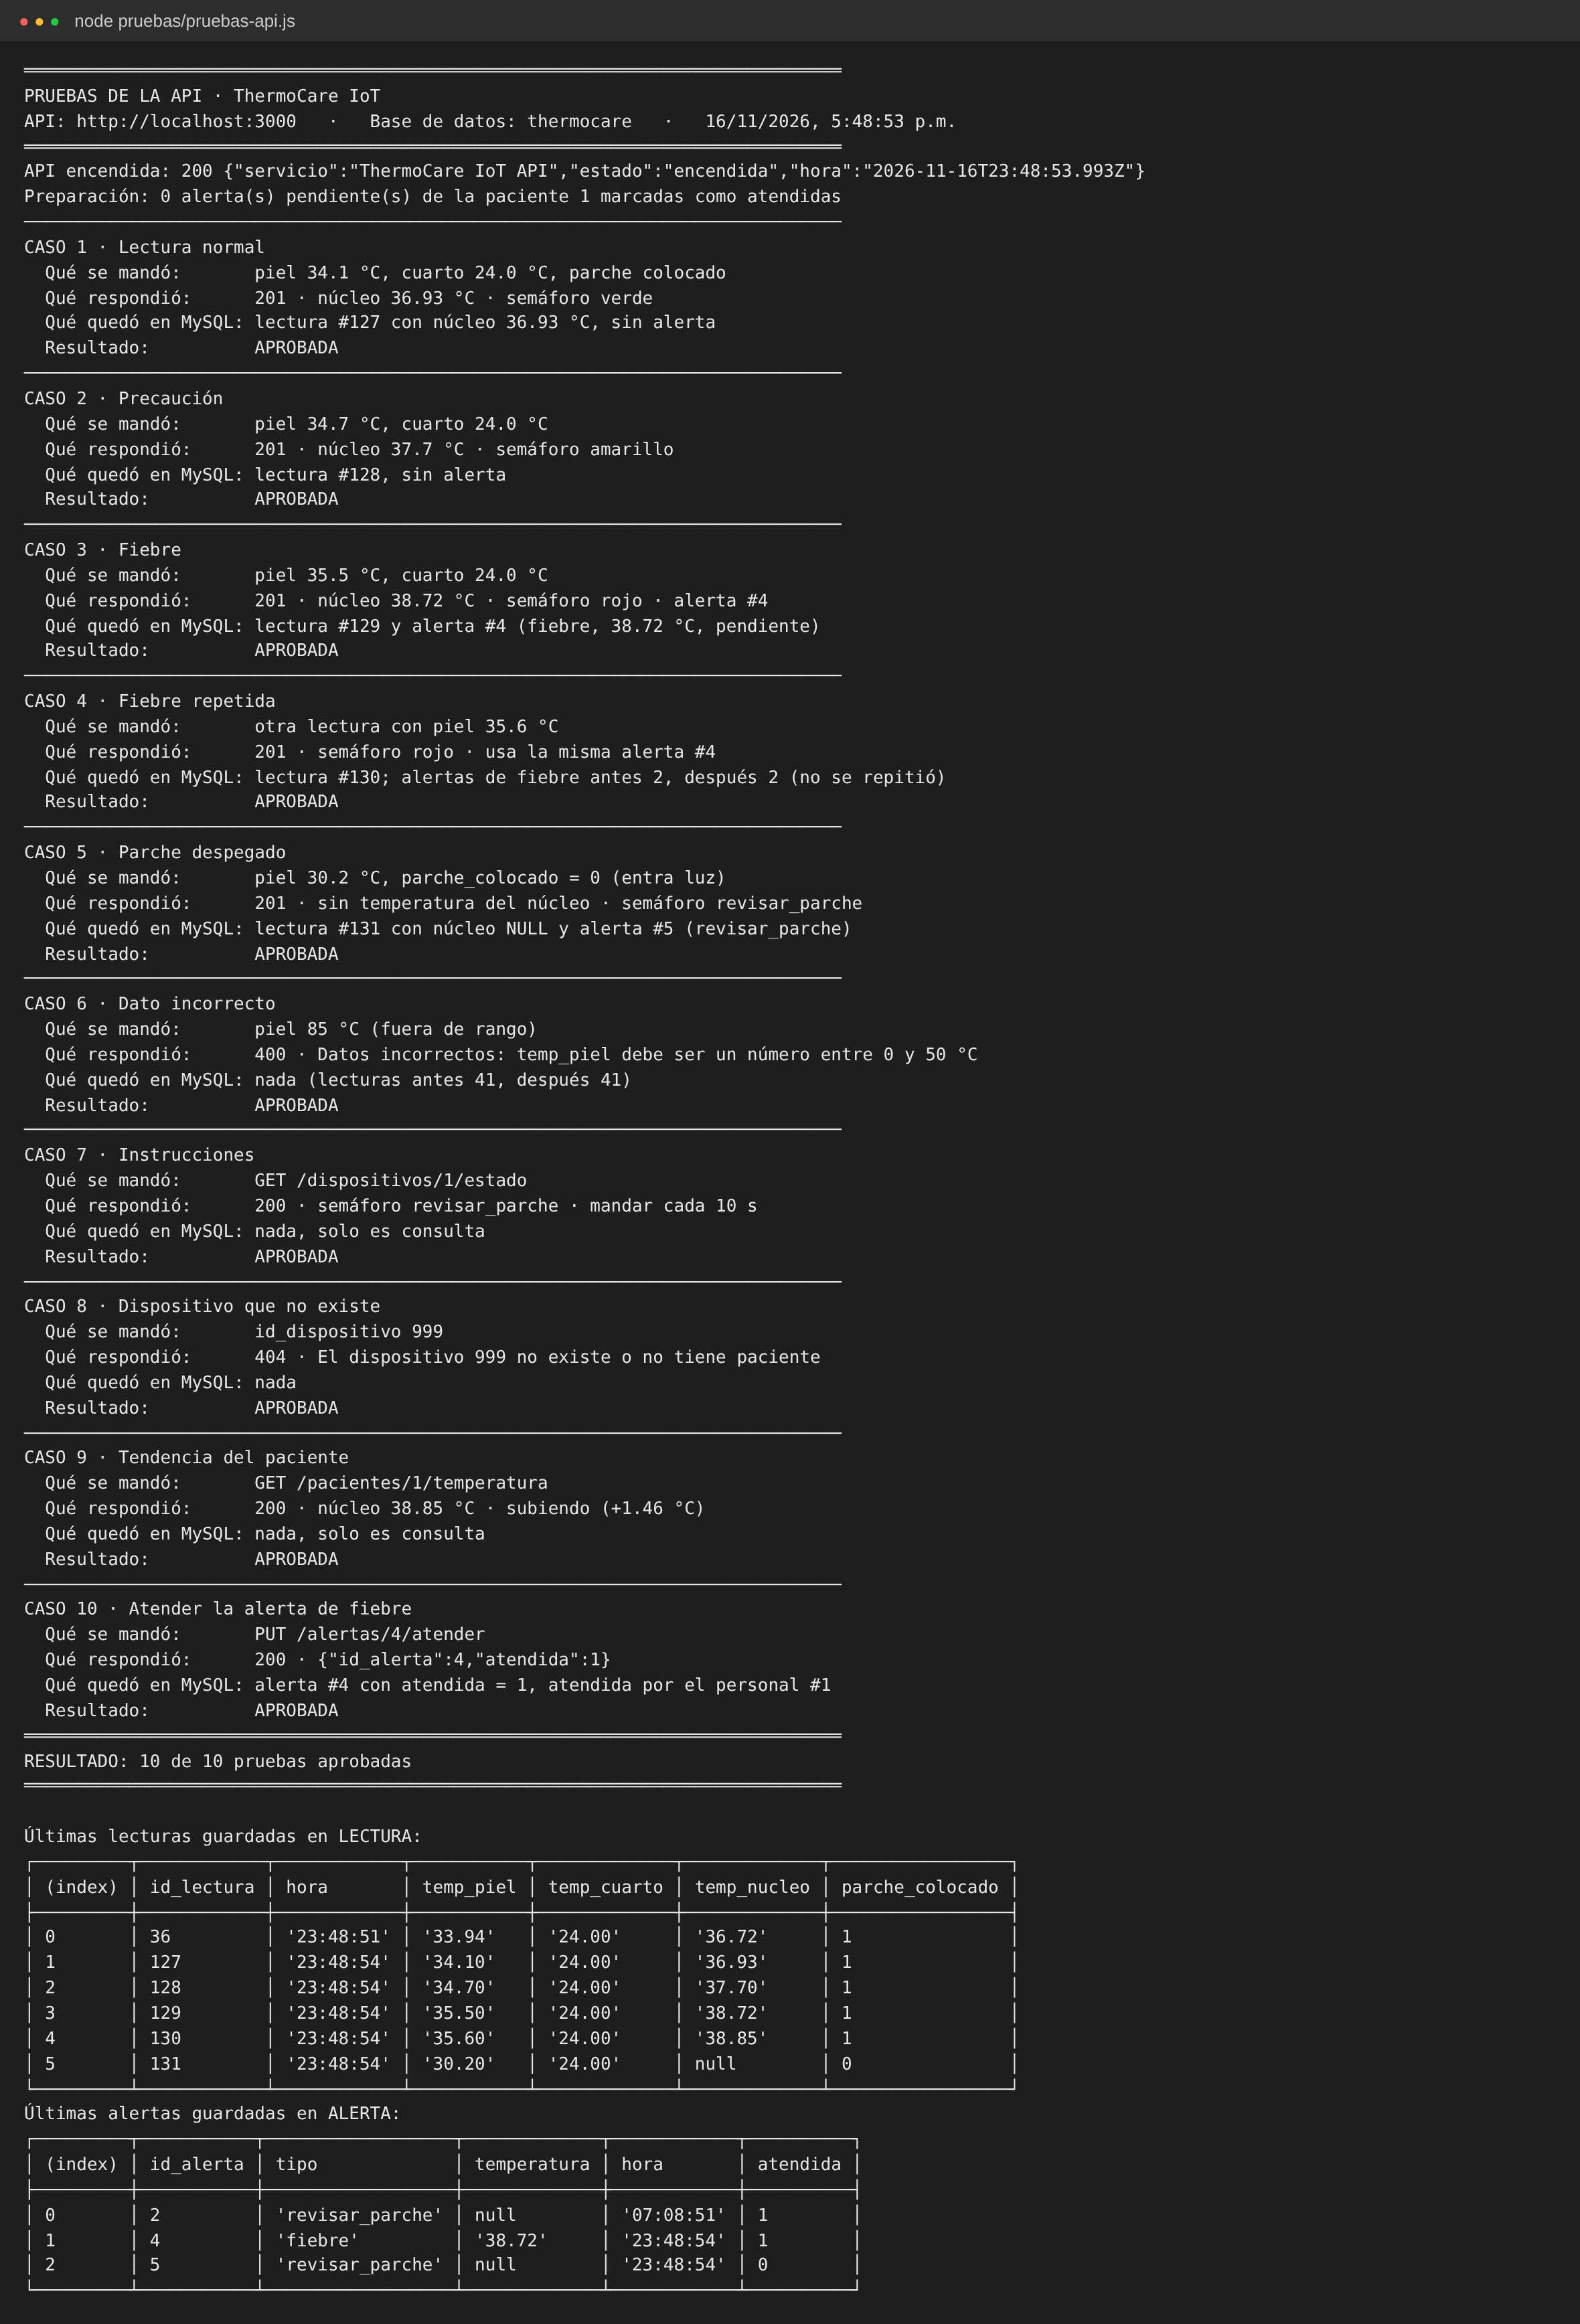 node pruebas/pruebas-api.js
PRUEBAS DE LA API · ThermoCare IoT
API: http://localhost:3000   ·   Base de datos: thermocare   ·   16/11/2026, 5:48:53 p.m.
API encendida: 200 {"servicio":"ThermoCare IoT API","estado":"encendida","hora":"2026-11-16T23:48:53.993Z"}
Preparación: 0 alerta(s) pendiente(s) de la paciente 1 marcadas como atendidas
CASO 1 · Lectura normal
Qué se mandó:       piel 34.1 °C, cuarto 24.0 °C, parche colocado
Qué respondió:      201 · núcleo 36.93 °C · semáforo verde
Qué quedó en MySQL: lectura #127 con núcleo 36.93 °C, sin alerta
Resultado:          APROBADA
CASO 2 · Precaución
Qué se mandó:       piel 34.7 °C, cuarto 24.0 °C
Qué respondió:      201 · núcleo 37.7 °C · semáforo amarillo
Qué quedó en MySQL: lectura #128, sin alerta
Resultado:          APROBADA
CASO 3 · Fiebre
Qué se mandó:       piel 35.5 °C, cuarto 24.0 °C
Qué respondió:      201 · núcleo 38.72 °C · semáforo rojo · alerta #4
Qué quedó en MySQL: lectura #129 y alerta #4 (fiebre, 38.72 °C, pendiente)
Resultado:          APROBADA
CASO 4 · Fiebre repetida
Qué se mandó:       otra lectura con piel 35.6 °C
Qué respondió:      201 · semáforo rojo · usa la misma alerta #4
Qué quedó en MySQL: lectura #130; alertas de fiebre antes 2, después 2 (no se repitió)
Resultado:          APROBADA
CASO 5 · Parche despegado
Qué se mandó:       piel 30.2 °C, parche_colocado = 0 (entra luz)
Qué respondió:      201 · sin temperatura del núcleo · semáforo revisar_parche
Qué quedó en MySQL: lectura #131 con núcleo NULL y alerta #5 (revisar_parche)
Resultado:          APROBADA
CASO 6 · Dato incorrecto
Qué se mandó:       piel 85 °C (fuera de rango)
Qué respondió:      400 · Datos incorrectos: temp_piel debe ser un número entre 0 y 50 °C
Qué quedó en MySQL: nada (lecturas antes 41, después 41)
Resultado:          APROBADA
CASO 7 · Instrucciones
Qué se mandó:       GET /dispositivos/1/estado
Qué respondió:      200 · semáforo revisar_parche · mandar cada 10 s
Qué quedó en MySQL: nada, solo es consulta
Resultado:          APROBADA
CASO 8 · Dispositivo que no existe
Qué se mandó:       id_dispositivo 999
Qué respondió:      404 · El dispositivo 999 no existe o no tiene paciente
Qué quedó en MySQL: nada
Resultado:          APROBADA
CASO 9 · Tendencia del paciente
Qué se mandó:       GET /pacientes/1/temperatura
Qué respondió:      200 · núcleo 38.85 °C · subiendo (+1.46 °C)
Qué quedó en MySQL: nada, solo es consulta
Resultado:          APROBADA
CASO 10 · Atender la alerta de fiebre
Qué se mandó:       PUT /alertas/4/atender
Qué respondió:      200 · {"id_alerta":4,"atendida":1}
Qué quedó en MySQL: alerta #4 con atendida = 1, atendida por el personal #1
Resultado:          APROBADA
RESULTADO: 10 de 10 pruebas aprobadas
Últimas lecturas guardadas en LECTURA:
(index) id_lectura hora temp_piel temp_cuarto temp_nucleo parche_colocado
0 36 '23:48:51' '33.94' '24.00' '36.72' 1
1 127 '23:48:54' '34.10' '24.00' '36.93' 1
2 128 '23:48:54' '34.70' '24.00' '37.70' 1
3 129 '23:48:54' '35.50' '24.00' '38.72' 1
4 130 '23:48:54' '35.60' '24.00' '38.85' 1
5 131 '23:48:54' '30.20' '24.00' null 0
Últimas alertas guardadas en ALERTA:
(index) id_alerta tipo temperatura hora atendida
0 2 'revisar_parche' null '07:08:51' 1
1 4 'fiebre' '38.72' '23:48:54' 1
2 5 'revisar_parche' null '23:48:54' 0